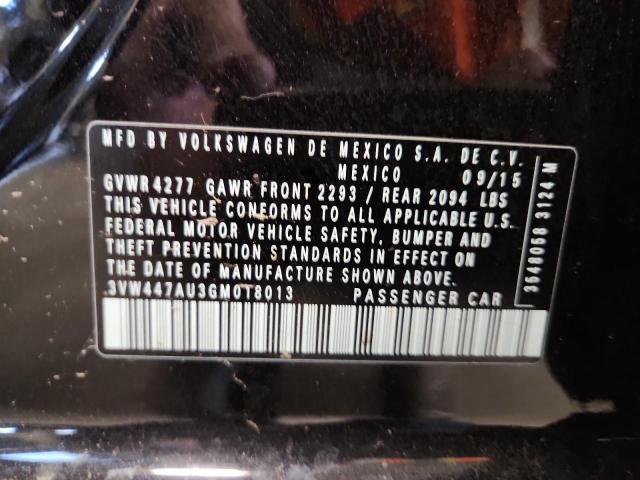 MFD BY VOLKSWAGEN DE MEXICO S.A. DE C.V.
MEXICO 09/15
GVWR 4277 GAWR FRONT 2293 / REAR 2094 LBS
THIS VEHICLE CONFORMS TO ALL APPLICABLE U.S.
FEDERAL MOTOR VEHICLE SAFETY, BUMPER AND
THEFT PREVENTION STANDARDS IN EFFECT ON
THE DATE OF MANUFACTURE SHOWN ABOVE.
3VW447AU3GM018013 PASSENGER CAR
3648058 3124 M